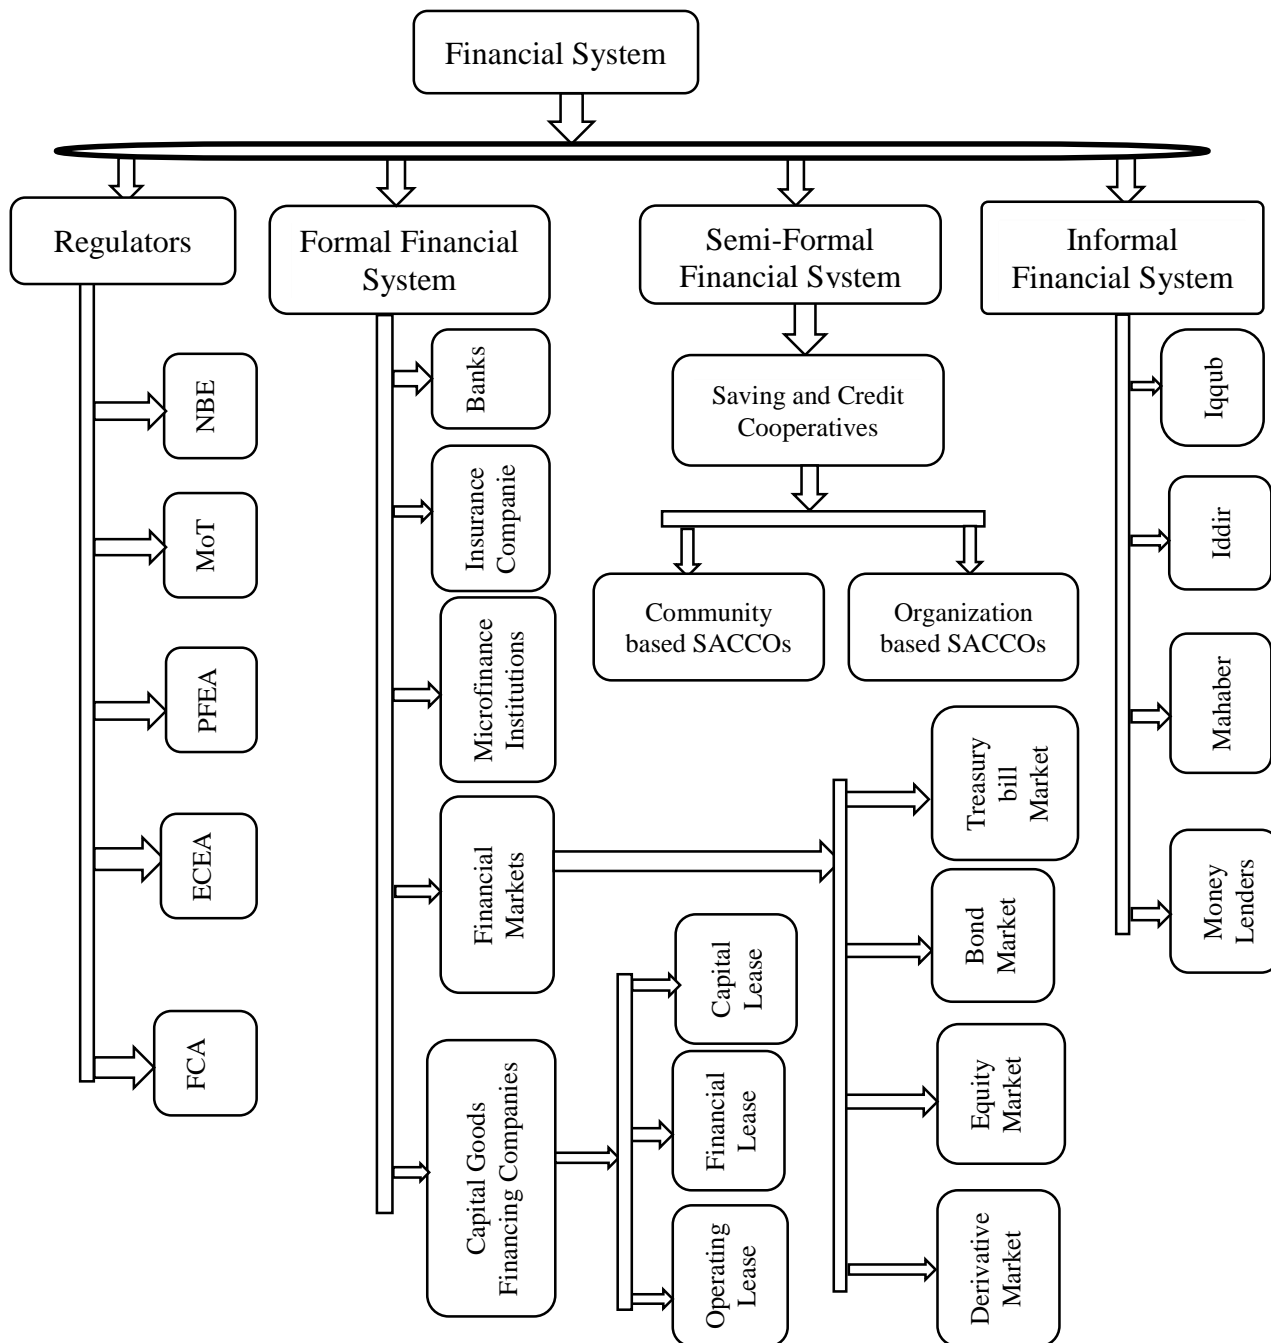 Financial System
Regulators
Formal Financial
System
Semi-Formal
Financial System
Informal
Financial System
NBE
MoT
PFEA
ECEA
FCA
Banks
Insurance
Companie
Microfinance
Institutions
Financial
Markets
Capital Goods
Financing Companies
Saving and Credit
Cooperatives
Community
based SACCOs
Organization
based SACCOs
Capital
Lease
Financial
Lease
Operating
Lease
Treasury
bill
Market
Bond
Market
Equity
Market
Derivative
Market
Iqqub
Iddir
Mahaber
Money
Lenders